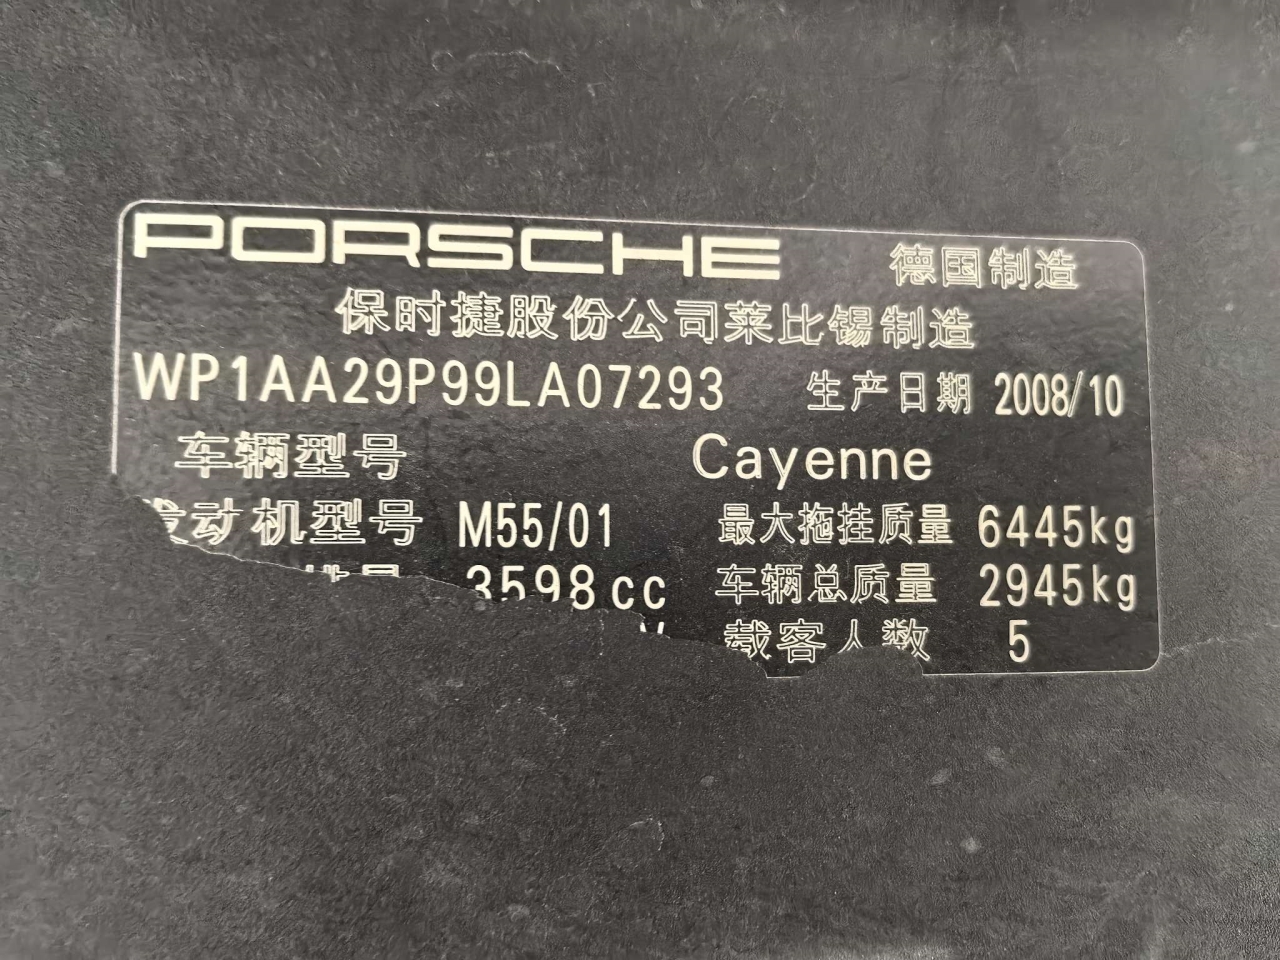 PORSCHE 德国制造
保时捷股份公司莱比锡制造
WP1AA29P99LA07293 生产日期 2008/10
车辆型号 Cayenne
发动机型号 M55/01 最大拖挂质量 6445kg
3598cc 车辆总质量 2945kg
载客人数 5